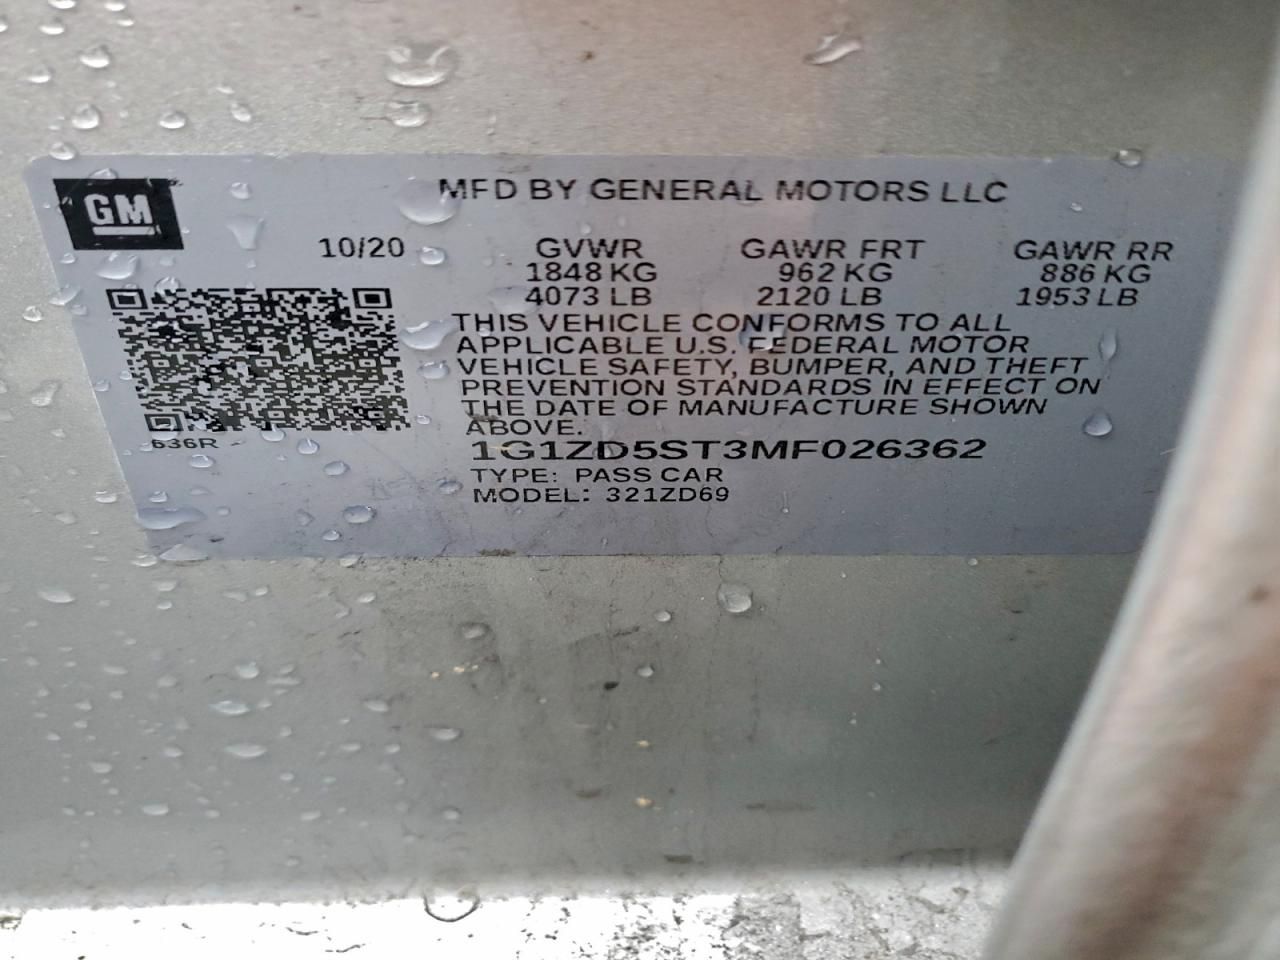 GM
MFD BY GENERAL MOTORS LLC
10/20 GVWR GAWR FRT GAWR RR
1848 KG 962 KG 886 KG
4073 LB 2120 LB 1953 LB
THIS VEHICLE CONFORMS TO ALL
APPLICABLE U.S. FEDERAL MOTOR
VEHICLE SAFETY, BUMPER, AND THEFT
PREVENTION STANDARDS IN EFFECT ON
THE DATE OF MANUFACTURE SHOWN
ABOVE.
636R
1G1ZD5ST3MF026362
TYPE: PASS CAR
MODEL: 321ZD69